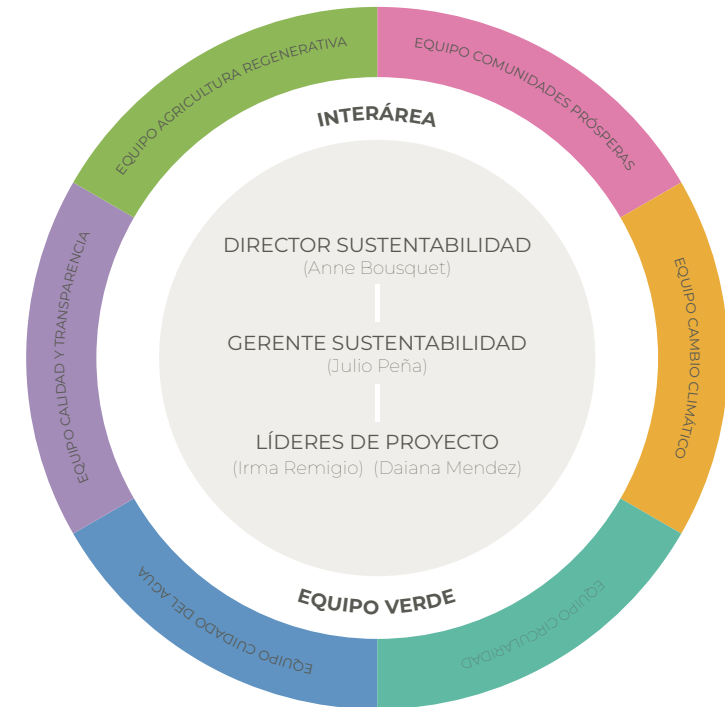 EQUIPO AGRICULTURA REGENERATIVA
EQUIPO COMUNIDADES PRÓSPERAS
INTERÁREA
DIRECTOR SUSTENTABILIDAD
(Anne Bousquet)
GERENTE SUSTENTABILIDAD
(Julio Peña)
LÍDERES DE PROYECTO
(Irma Remigio) (Daiana Mendez)
EQUIPO VERDE
EQUIPO CAMBIO CLIMÁTICO
EQUIPO CIRCULARIDAD
EQUIPO CUIDADO DEL AGUA
EQUIPO CALIDAD Y TRANSPARENCIA